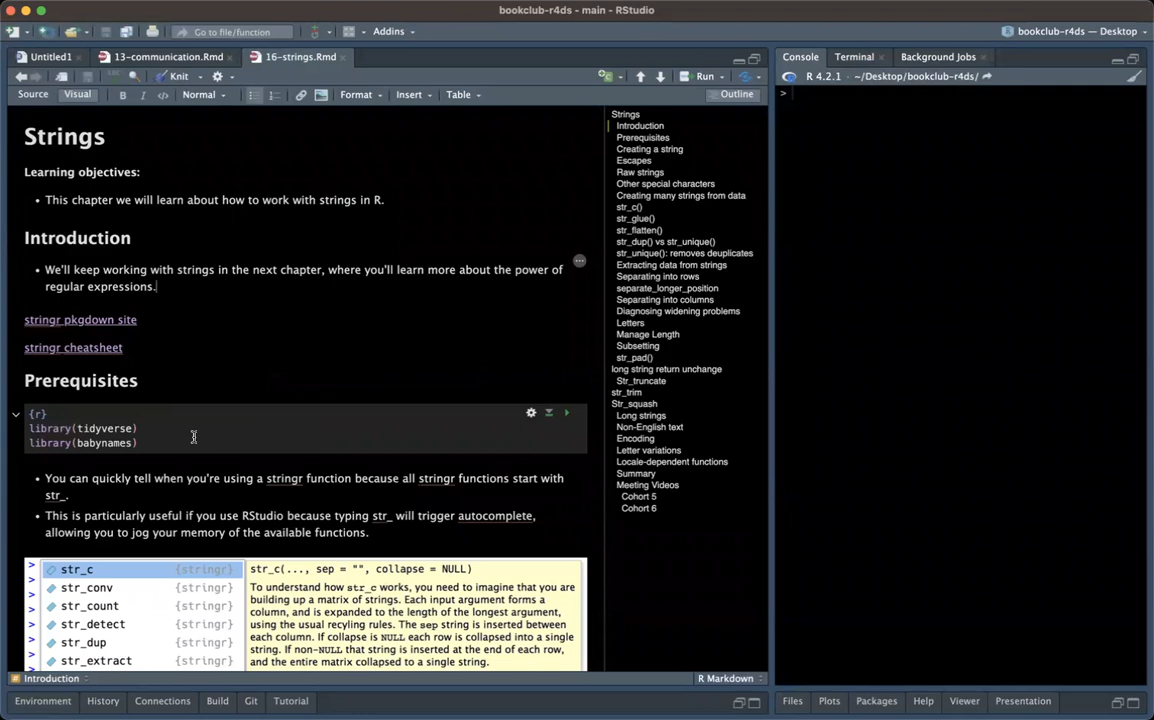 bookclub-r4ds - main - RStudio
Go to file/function
Addins
bookclub-r4ds — Desktop
Untitled1
13-communication.Rmd
16-strings.Rmd
Knit
Run
Source
Visual
B
I
</>
Normal
Format
Insert
Table
Outline
Strings
Learning objectives:
• This chapter we will learn about how to work with strings in R.
Introduction
• We'll keep working with strings in the next chapter, where you'll learn more about the power of
regular expressions.
stringr pkgdown site
stringr cheatsheet
Prerequisites
{r}
library(tidyverse)
library(babynames)
• You can quickly tell when you're using a stringr function because all stringr functions start with
str_.
• This is particularly useful if you use RStudio because typing str_ will trigger autocomplete,
allowing you to jog your memory of the available functions.
> str_c {stringr}
> str_conv {stringr}
> str_count {stringr}
> str_detect {stringr}
> str_dup {stringr}
> str_extract {stringr}
>
str_c(..., sep = "", collapse = NULL)
To understand how str_c works, you need to imagine that you are
building up a matrix of strings. Each input argument forms a
column, and is expanded to the length of the longest argument,
using the usual recyling rules. The sep string is inserted
between each column. If collapse is NULL each row is collapsed into a single
string. If non-NULL that string is inserted at the end of each row,
and the entire matrix collapsed to a single string.
Strings
Introduction
Prerequisites
Creating a string
Escapes
Raw strings
Other special characters
Creating many strings from data
str_c()
str_glue()
str_flatten()
str_dup() vs str_unique()
str_unique(): removes deuplicates
Extracting data from strings
Separating into rows
separate_longer_position
Separating into columns
Diagnosing widening problems
Letters
Manage Length
Subsetting
str_pad()
long string return unchange
Str_truncate
str_trim
Str_squash
Long strings
Non-English text
Encoding
Letter variations
Locale-dependent functions
Summary
Meeting Videos
Cohort 5
Cohort 6
Introduction
R Markdown
Environment
History
Connections
Build
Git
Tutorial
Console
Terminal
Background Jobs
R 4.2.1 · ~/Desktop/bookclub-r4ds/
>
Files
Plots
Packages
Help
Viewer
Presentation